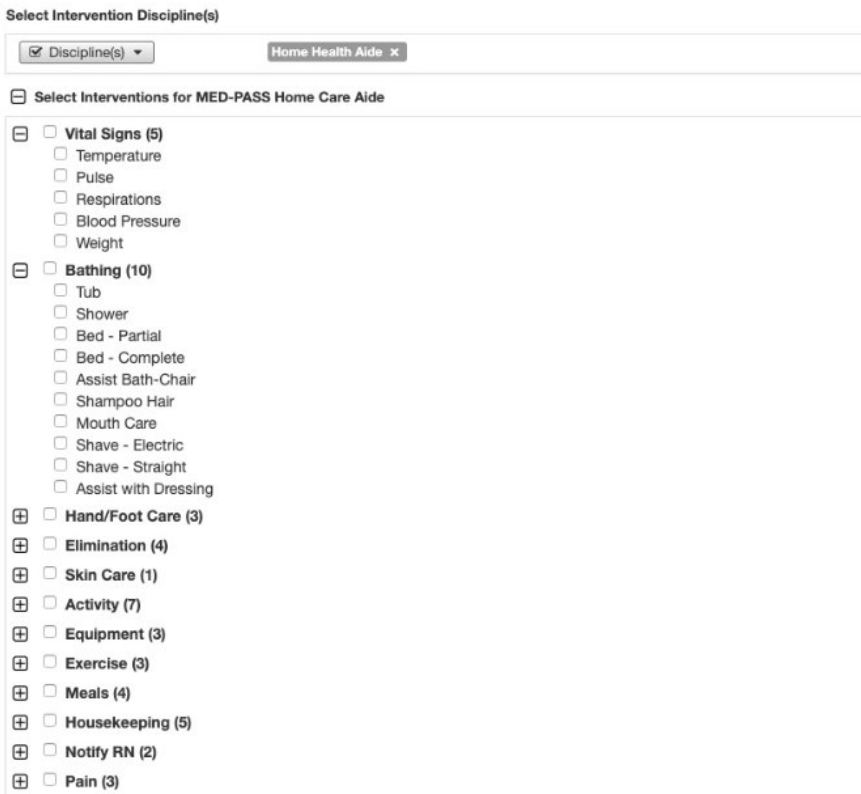 Select Intervention Discipline(s)
Discipline(s) Home Health Aide x
Select Interventions for MED-PASS Home Care Aide
Vital Signs (5)
Temperature
Pulse
Respirations
Blood Pressure
Weight
Bathing (10)
Tub
Shower
Bed - Partial
Bed - Complete
Assist Bath-Chair
Shampoo Hair
Mouth Care
Shave - Electric
Shave - Straight
Assist with Dressing
Hand/Foot Care (3)
Elimination (4)
Skin Care (1)
Activity (7)
Equipment (3)
Exercise (3)
Meals (4)
Housekeeping (5)
Notify RN (2)
Pain (3)